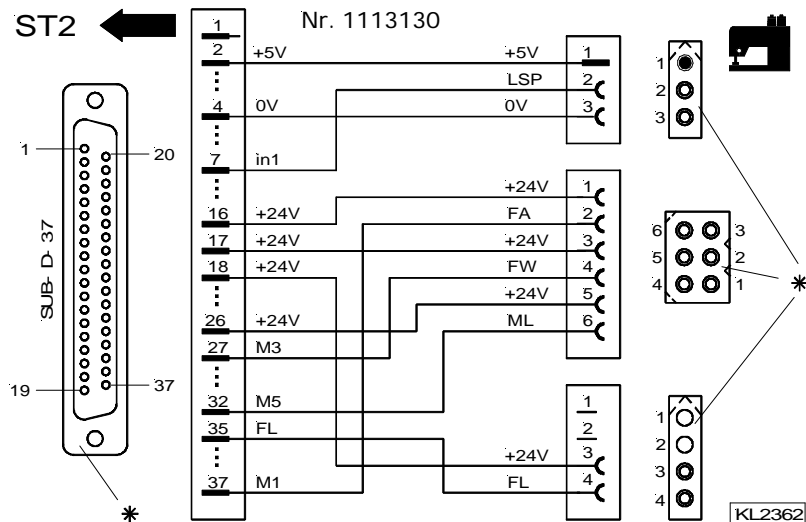 ST2
Nr. 1113130
1
2 +5V +5V 1
LSP 2
4 0V 0V 3
7 in1
16 +24V +24V 1
FA 2
17 +24V +24V 3
18 +24V FW 4
+24V 5
26 +24V ML 6
27 M3
32 M5 1
35 FL 2
+24V 3
37 M1 FL 4
1 20
SUB-D-37
19 37
*
1
2
3
6 3
5 2
4 1
*
1
2
3
4
KL2362